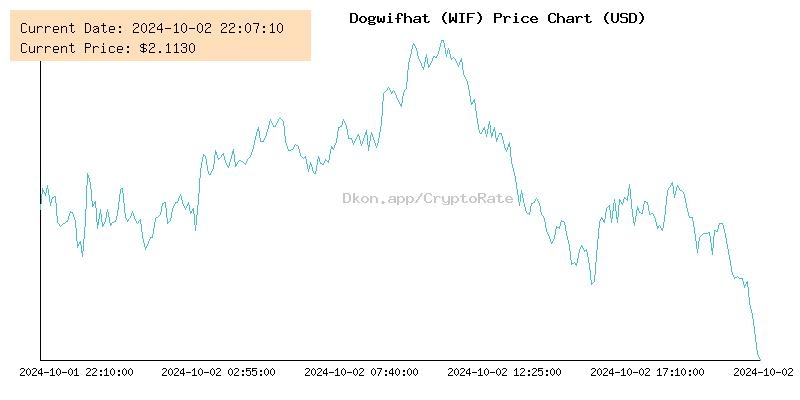 Dogwifhat (WIF) Price Chart (USD)
Current Date: 2024-10-02 22:07:10
Current Price: $2.1130
Dkon.app/CryptoRate
2024-10-01 22:10:00 2024-10-02 02:55:00 2024-10-02 07:40:00 2024-10-02 12:25:00 2024-10-02 17:10:00 2024-10-02